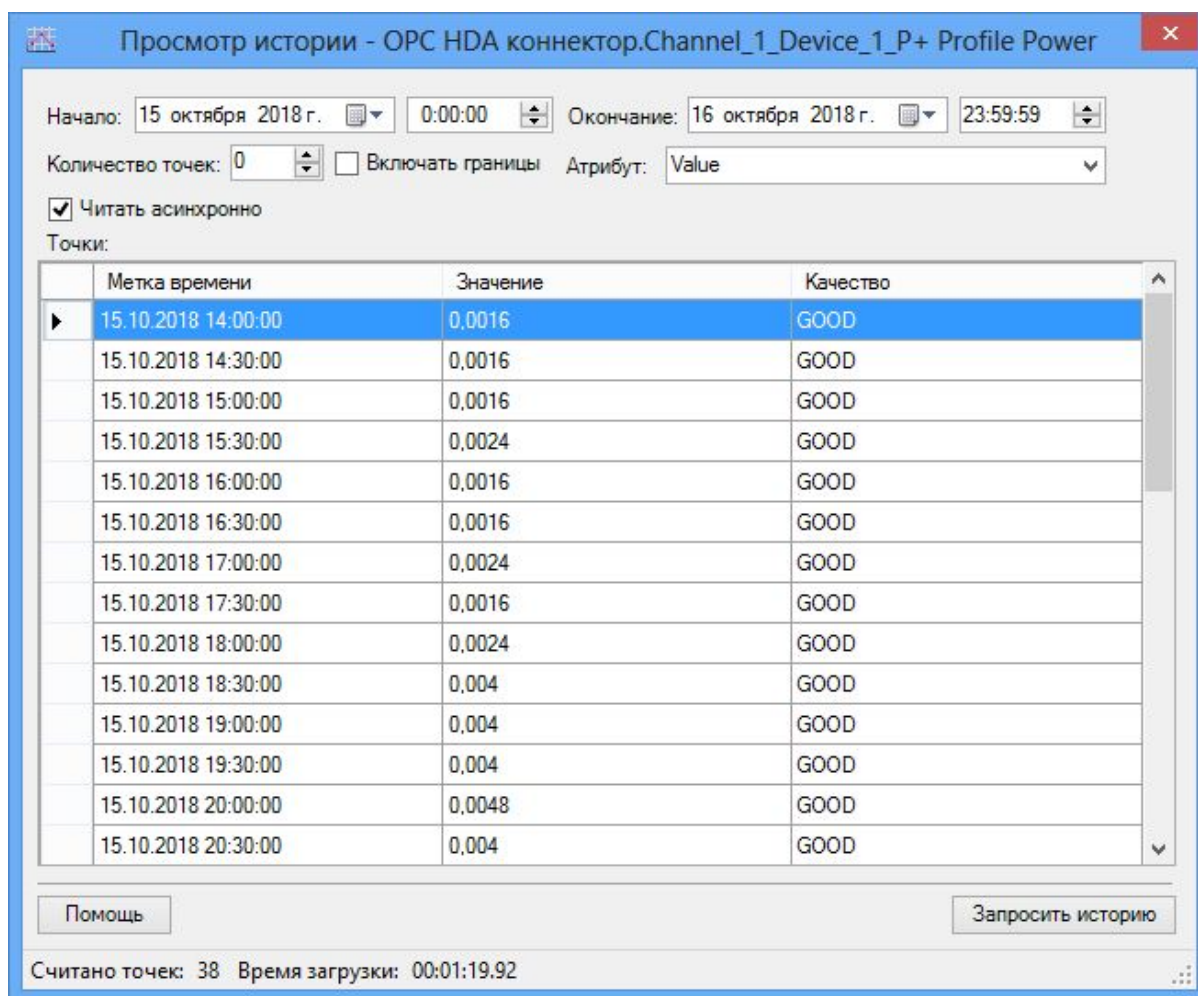 Просмотр истории - OPC HDA коннектор.Channel_1_Device_1_P+ Profile Power
Начало: 15 октября 2018 г. 0:00:00 Окончание: 16 октября 2018 г. 23:59:59
Количество точек: 0 Включать границы Атрибут: Value
Читать асинхронно
Точки:
Метка времени Значение Качество
15.10.2018 14:00:00 0,0016 GOOD
15.10.2018 14:30:00 0,0016 GOOD
15.10.2018 15:00:00 0,0016 GOOD
15.10.2018 15:30:00 0,0024 GOOD
15.10.2018 16:00:00 0,0016 GOOD
15.10.2018 16:30:00 0,0016 GOOD
15.10.2018 17:00:00 0,0024 GOOD
15.10.2018 17:30:00 0,0016 GOOD
15.10.2018 18:00:00 0,0024 GOOD
15.10.2018 18:30:00 0,004 GOOD
15.10.2018 19:00:00 0,004 GOOD
15.10.2018 19:30:00 0,004 GOOD
15.10.2018 20:00:00 0,0048 GOOD
15.10.2018 20:30:00 0,004 GOOD
Помощь Запросить историю
Считано точек: 38 Время загрузки: 00:01:19.92